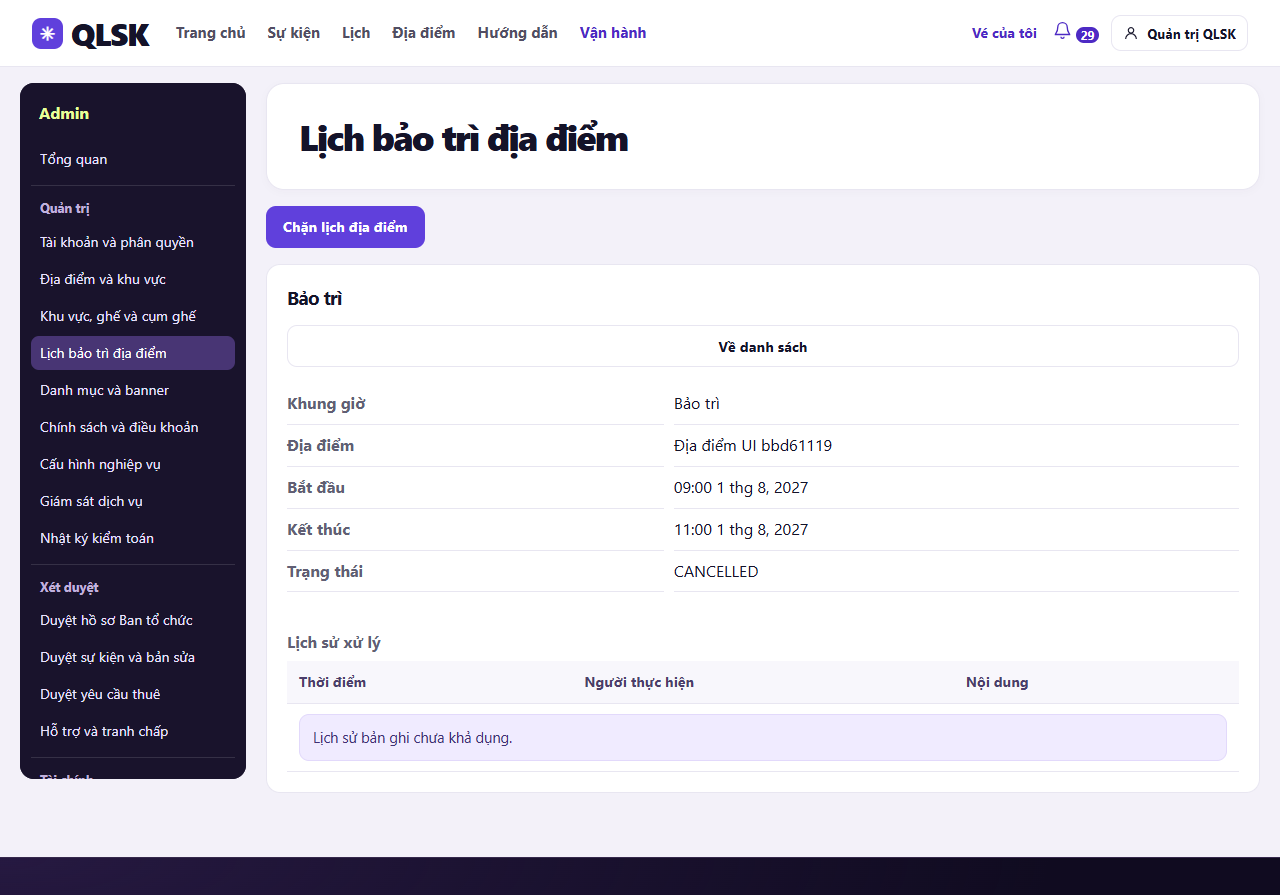 QLSK
Trang chủ Sự kiện Lịch Địa điểm Hướng dẫn Vận hành
Vé của tôi 29 Quản trị QLSK
Admin
Tổng quan
Quản trị
Tài khoản và phân quyền
Địa điểm và khu vực
Khu vực, ghế và cụm ghế
Lịch bảo trì địa điểm
Danh mục và banner
Chính sách và điều khoản
Cấu hình nghiệp vụ
Giám sát dịch vụ
Nhật ký kiểm toán
Xét duyệt
Duyệt hồ sơ Ban tổ chức
Duyệt sự kiện và bản sửa
Duyệt yêu cầu thuê
Hỗ trợ và tranh chấp
Tài chính
Lịch bảo trì địa điểm
Chặn lịch địa điểm
Bảo trì
Về danh sách
Khung giờ Bảo trì
Địa điểm Địa điểm UI bbd61119
Bắt đầu 09:00 1 thg 8, 2027
Kết thúc 11:00 1 thg 8, 2027
Trạng thái CANCELLED
Lịch sử xử lý
Thời điểm Người thực hiện Nội dung
Lịch sử bản ghi chưa khả dụng.